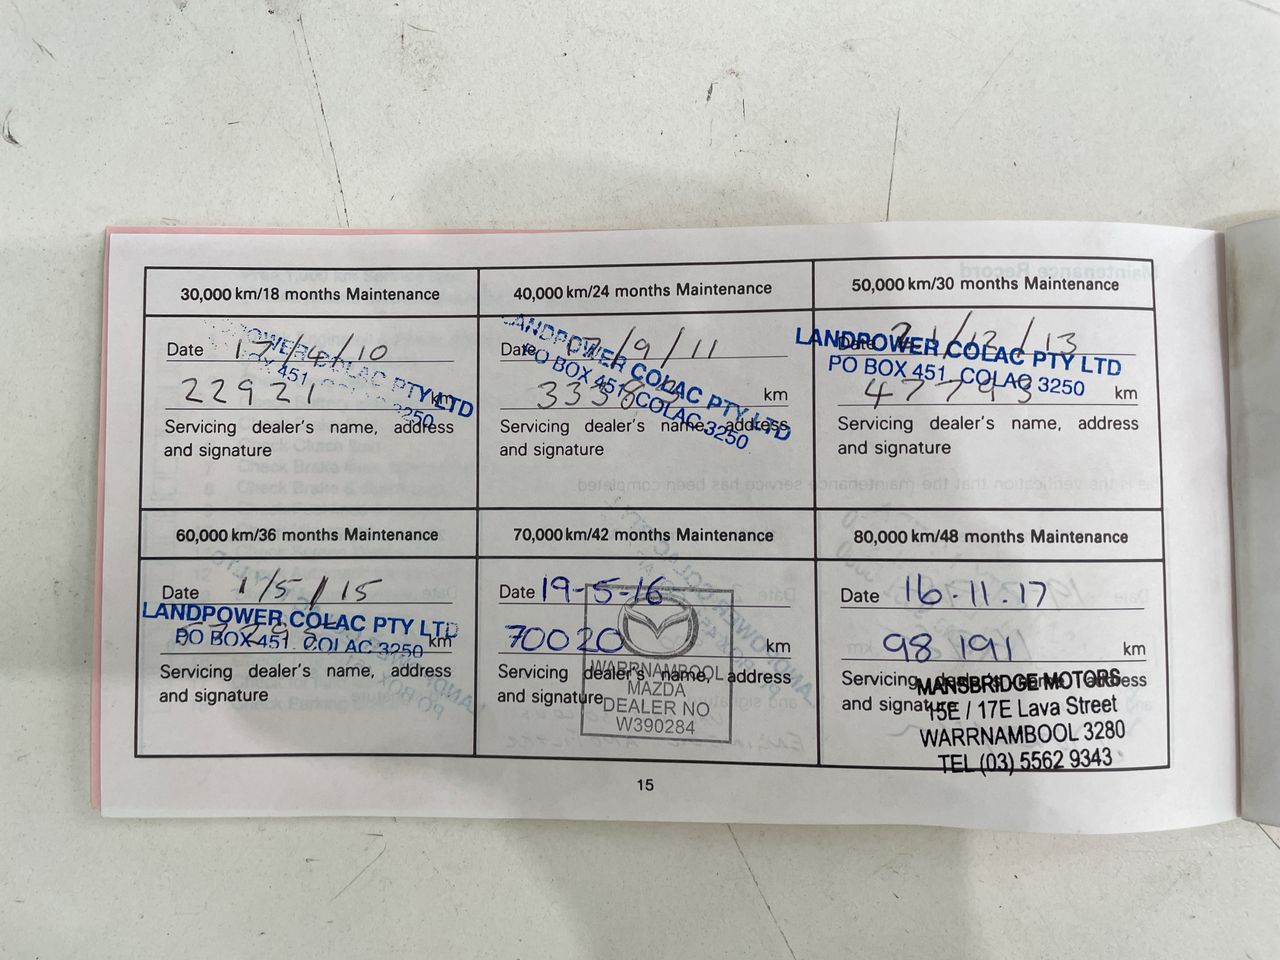 30,000 km/18 months Maintenance
Date 17/4/10
22921 km
POWER COLAC PTY LTD
BOX 451 3250
Servicing dealer's name, address
and signature
40,000 km/24 months Maintenance
Date /9/11
km
LANDPOWER COLAC PTY LTD
PO BOX 451 COLAC 3250
Servicing dealer's name, address
and signature
50,000 km/30 months Maintenance
Date /12/13
LANDPOWER COLAC PTY LTD
PO BOX 451 COLAC 3250
47793 km
Servicing dealer's name, address
and signature
60,000 km/36 months Maintenance
Date 1/5/15
LANDPOWER COLAC PTY LTD
PO BOX 451. COLAC 3250
km
Servicing dealer's name, address
and signature
70,000 km/42 months Maintenance
Date 19-5-16
70020 km
Servicing dealer's name, address
and signature
WARRNAMBOOL
MAZDA
DEALER NO
W390284
80,000 km/48 months Maintenance
Date 16.11.17
98 191 km
Servicing dealer's name, address
and signature
MANSBRIDGE MOTORS
15E / 17E Lava Street
WARRNAMBOOL 3280
TEL (03) 5562 9343
15